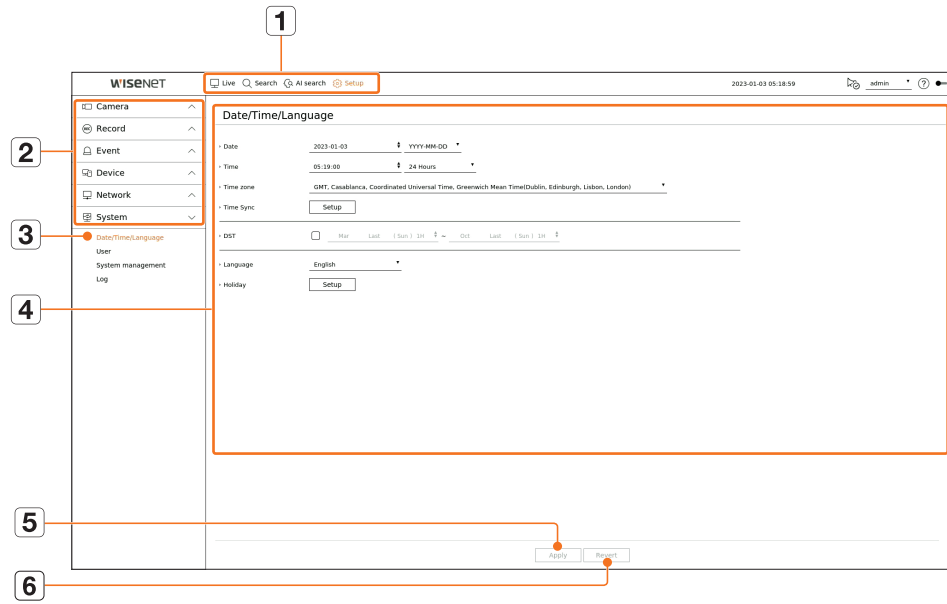 1
WISENET
Live Search AI search Setup
2023-01-03 05:18:59
admin
?
2
Camera
Record
Event
Device
Network
System
3
Date/Time/Language
User
System management
Log
4
Date/Time/Language
Date 2023-01-03 YYYY-MM-DD
Time 05:19:00 24 Hours
Time zone GMT, Casablanca, Coordinated Universal Time, Greenwich Mean Time(Dublin, Edinburgh, Lisbon, London)
Time Sync Setup
DST Mar Last ( Sun ) 1H – Oct Last ( Sun ) 1H
Language English
Holiday Setup
5
Apply Revert
6